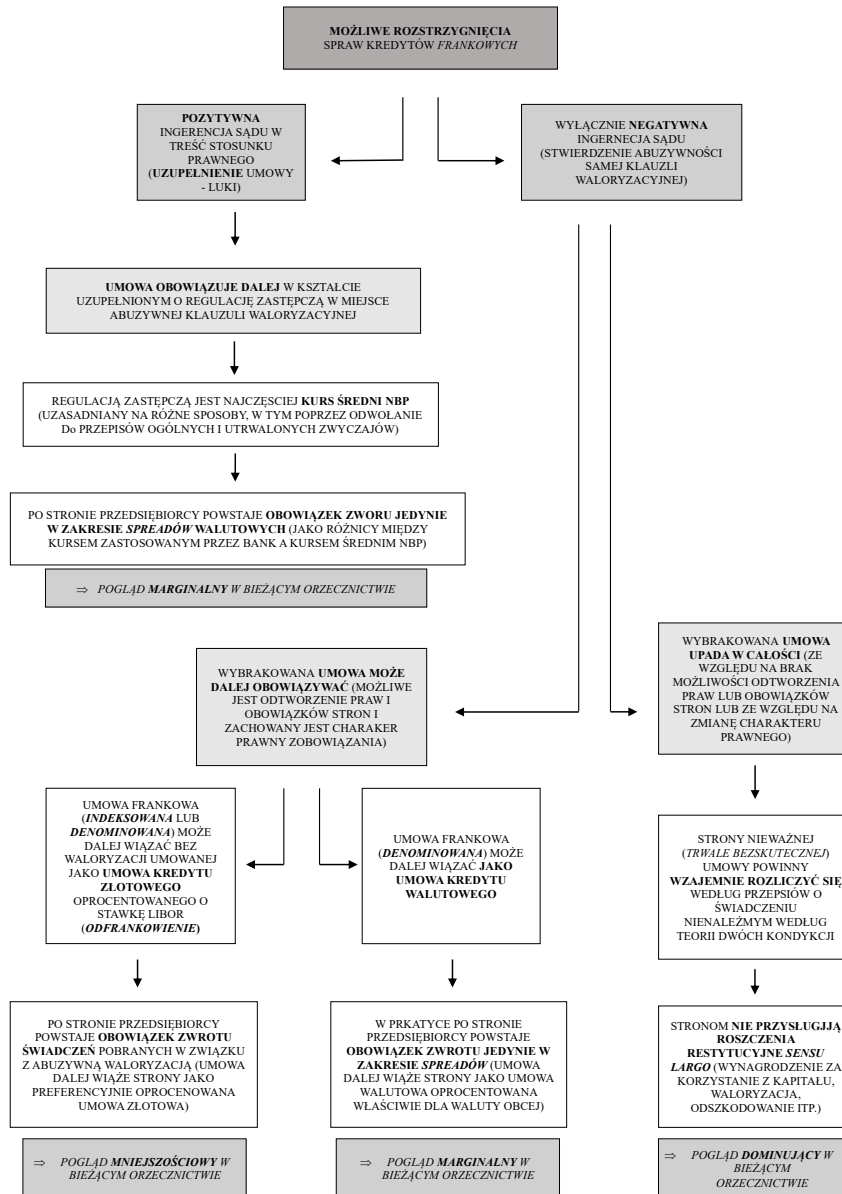 MOŻLIWE ROZSTRZYGNIĘCIA
SPRAW KREDYTÓW FRANKOWYCH
POZYTYWNA
INGERENCJA SĄDU W
TREŚĆ STOSUNKU
PRAWNEGO
(UZUPEŁNIENIE UMOWY
- LUKI)
WYŁĄCZNIE NEGATYWNA
INGERNECJA SĄDU
(STWIERDZENIE ABUZYWNOŚCI
SAMEJ KLAUZLI
WALORYZACYJNEJ)
UMOWA OBOWIĄZUJE DALEJ W KSZTAŁCIE
UZUPEŁNIONYM O REGULACJĘ ZASTĘPCZĄ W MIEJSCE
ABUZYWNEJ KLAUZULI WALORYZACYJNEJ
REGULACJĄ ZASTĘPCZĄ JEST NAJCZĘSCIEJ KURS ŚREDNI NBP
(UZASADNIANY NA RÓŻNE SPOSOBY, W TYM POPRZEZ ODWOŁANIE
Do PRZEPISÓW OGÓLNYCH I UTRWALONYCH ZWYCZAJÓW)
PO STRONIE PRZEDSIĘBIORCY POWSTAJE OBOWIĄZEK ZWORU JEDYNIE
W ZAKRESIE SPREADÓW WALUTOWYCH (JAKO RÓŻNICY MIĘDZY
KURSEM ZASTOSOWANYM PRZEZ BANK A KURSEM ŚREDNIM NBP)
⇒ POGLĄD MARGINALNY W BIEŻĄCYM ORZECZNICTWIE
WYBRAKOWANA UMOWA MOŻE
DALEJ OBOWIĄZYWAĆ (MOŻLIWE
JEST ODTWORZENIE PRAW I
OBOWIĄZKÓW STRON I
ZACHOWANY JEST CHARAKER
PRAWNY ZOBOWIĄZANIA)
WYBRAKOWANA UMOWA
UPADA W CAŁOŚCI (ZE
WZGLĘDU NA BRAK
MOŻLIWOŚCI ODTWORZENIA
PRAW LUB OBOWIĄZKÓW
STRON LUB ZE WZGLĘDU NA
ZMIANĘ CHARAKTERU
PRAWNEGO)
UMOWA FRANKOWA
(INDEKSOWANA LUB
DENOMINOWANA) MOŻE
DALEJ WIĄZAĆ BEZ
WALORYZACJI UMOWANEJ
JAKO UMOWA KREDYTU
ZŁOTOWEGO
OPROCENTOWANEGO O
STAWKĘ LIBOR
(ODFRANKOWIENIE)
UMOWA FRANKOWA
(DENOMINOWANA) MOŻE
DALEJ WIĄZAĆ JAKO
UMOWA KREDYTU
WALUTOWEGO
STRONY NIEWAŻNEJ
(TRWALE BEZSKUTECZNEJ)
UMOWY POWINNY
WZAJEMNIE ROZLICZYĆ SIĘ
WEDŁUG PRZEPSIÓW O
ŚWIADCZENIU
NIENALEŻMYM WEDŁUG
TEORII DWÓCH KONDYKCJI
PO STRONIE PRZEDSIĘBIORCY
POWSTAJE OBOWIĄZEK ZWROTU
ŚWIADCZEŃ POBRANYCH W ZWIĄZKU
Z ABUZYWNĄ WALORYZACJĄ (UMOWA
DALEJ WIĄŻE STRONY JAKO
PREFERENCYJNIE OPROCENOWANA
UMOWA ZŁOTOWA)
W PRKATYCE PO STRONIE
PRZEDSIĘBIORCY POWSTAJE
OBOWIĄZEK ZWROTU JEDYNIE W
ZAKRESIE SPREADÓW (UMOWA
DALEJ WIĄŻE STRONY JAKO UMOWA
WALUTOWA OPROCENTOWANA
WŁAŚCIWIE DLA WALUTY OBCEJ)
STRONOM NIE PRZYSŁUGJJĄ
ROSZCZENIA
RESTYTUCYJNE SENSU
LARGO (WYNAGRODZENIE ZA
KORZYSTANIE Z KAPITAŁU,
WALORYZACJA,
ODSZKODOWANIE ITP.)
⇒ POGLĄD MNIEJSZOŚCIOWY W
BIEŻĄCYM ORZECZNICTWIE
⇒ POGLĄD MARGINALNY W
BIEŻĄCYM ORZECZNICTWIE
⇒ POGLĄD DOMINUJĄCY W
BIEŻĄCYM
ORZECZNICTWIE